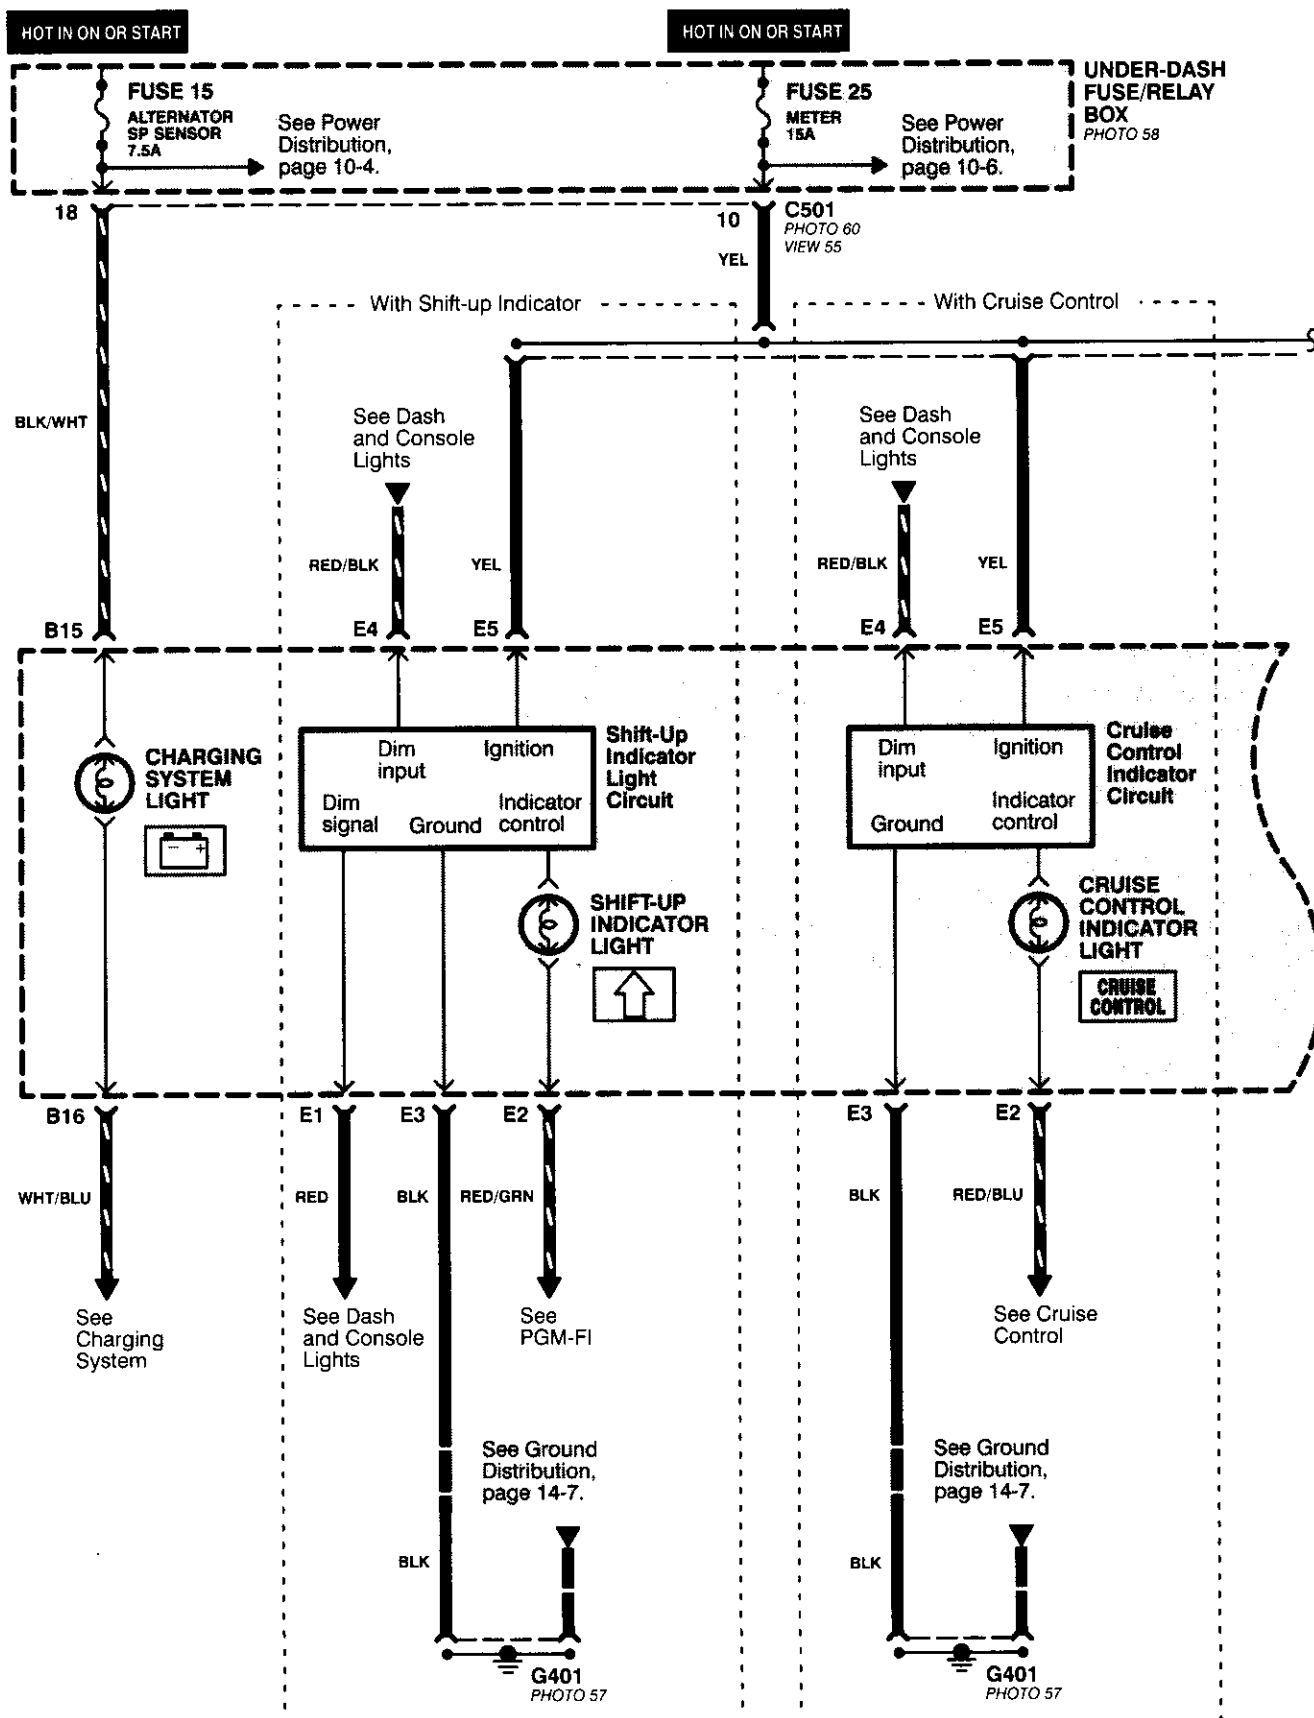 HOT IN ON OR START
HOT IN ON OR START
FUSE 15
ALTERNATOR
SP SENSOR
7.5A
See Power
Distribution,
page 10-4.
FUSE 25
METER
15A
See Power
Distribution,
page 10-6.
UNDER-DASH
FUSE/RELAY
BOX
PHOTO 58
18
10
C501
PHOTO 60
VIEW 55
YEL
With Shift-up Indicator
With Cruise Control
BLK/WHT
See Dash
and Console
Lights
See Dash
and Console
Lights
RED/BLK
YEL
RED/BLK
YEL
B15
E4
E5
E4
E5
CHARGING
SYSTEM
LIGHT
- +
Dim
input
Ignition
Dim
signal
Ground
Indicator
control
Shift-Up
Indicator
Light
Circuit
Dim
input
Ignition
Ground
Indicator
control
Cruise
Control
Indicator
Circuit
SHIFT-UP
INDICATOR
LIGHT
CRUISE
CONTROL
INDICATOR
LIGHT
CRUISE
CONTROL
B16
E1
E3
E2
E3
E2
WHT/BLU
RED
BLK
RED/GRN
BLK
RED/BLU
See
Charging
System
See Dash
and Console
Lights
See
PGM-FI
See Cruise
Control
See Ground
Distribution,
page 14-7.
See Ground
Distribution,
page 14-7.
BLK
BLK
G401
PHOTO 57
G401
PHOTO 57